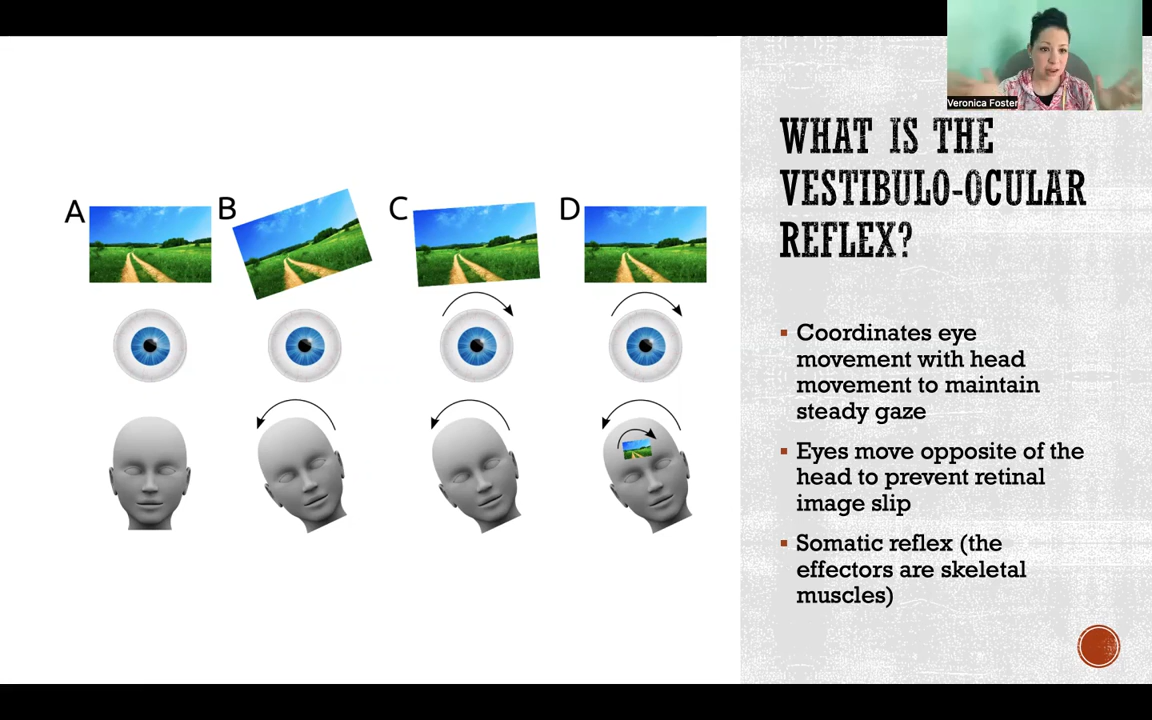 Veronica Foster
WHAT IS THE
VESTIBULO-OCULAR
REFLEX?
A
B
C
D
▪ Coordinates eye
movement with head
movement to maintain
steady gaze
▪ Eyes move opposite of the
head to prevent retinal
image slip
▪ Somatic reflex (the
effectors are skeletal
muscles)